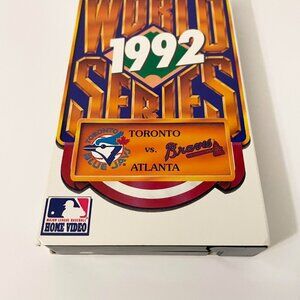 WORLD
1992
SERIES
TORONTO
BLUE JAYS
TORONTO
vs.
ATLANTA
Braves
MAJOR LEAGUE BASEBALL
HOME VIDEO